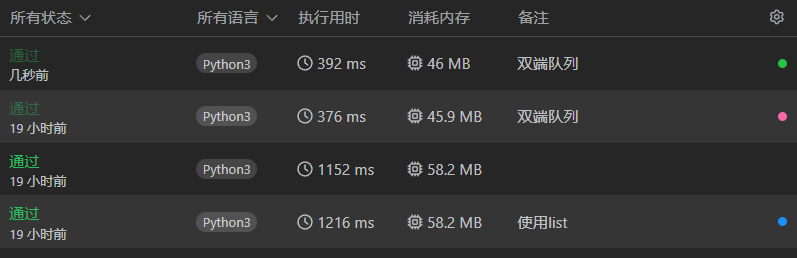 所有状态 所有语言 执行用时 消耗内存 备注
通过 Python3 392 ms 46 MB 双端队列
几秒前
通过 Python3 376 ms 45.9 MB 双端队列
19 小时前
通过 Python3 1152 ms 58.2 MB
19 小时前
通过 Python3 1216 ms 58.2 MB 使用list
19 小时前